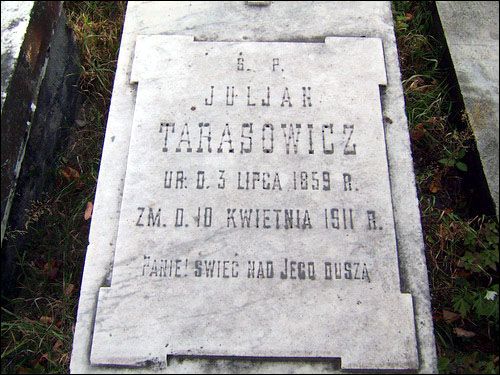 Ś. P.
JULJAN
TARASOWICZ
UR. D. 3 LIPCA 1859 R.
ZM. D. 10 KWIETNIA 1911 R.
PANIE! ŚWIEĆ NAD JEGO DUSZĄ